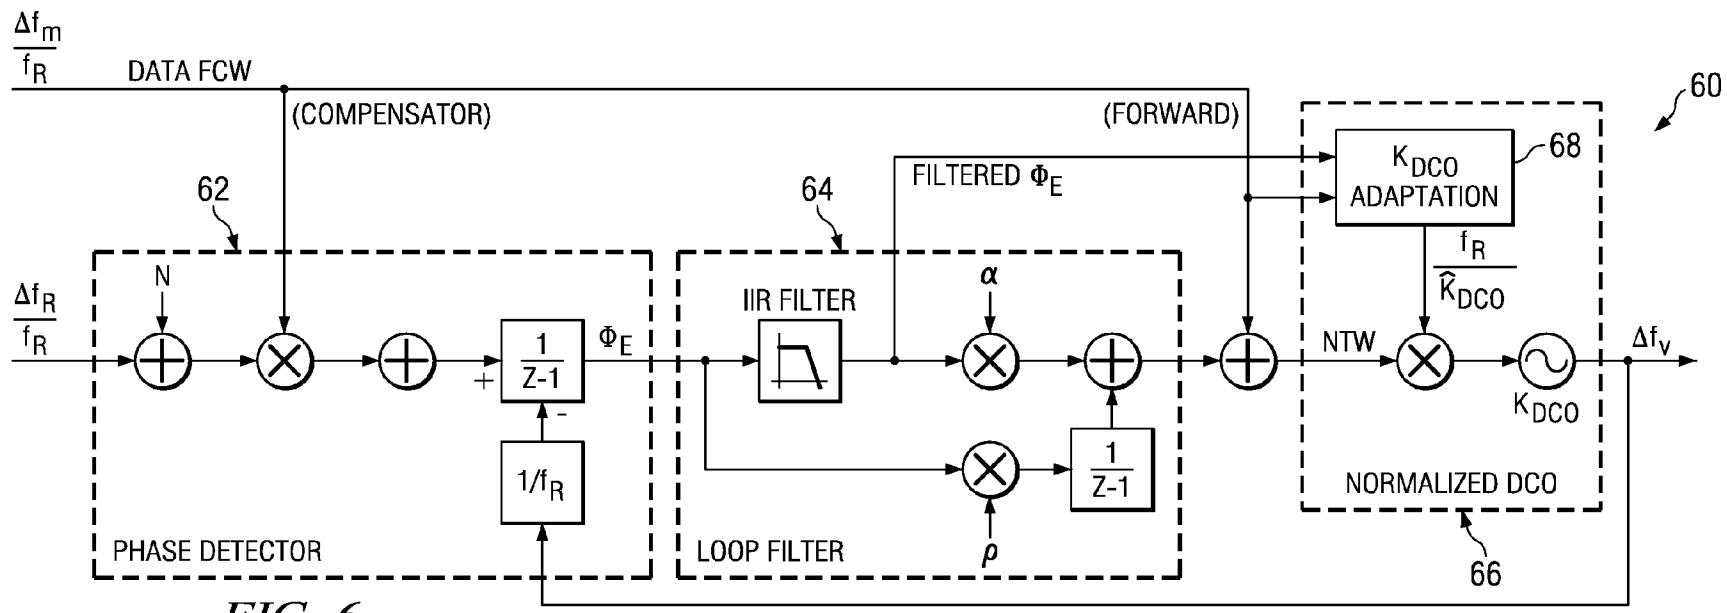 Δf_m
f_R
DATA FCW
(COMPENSATOR)
(FORWARD)
60
K_DCO
ADAPTATION
68
FILTERED Φ_E
62
64
f_R
K̂_DCO
N
Δf_R
f_R
IIR FILTER
α
1
Z-1
Φ_E
+
-
NTW
Δf_v
K_DCO
1/f_R
1
Z-1
ρ
NORMALIZED DCO
PHASE DETECTOR
LOOP FILTER
66